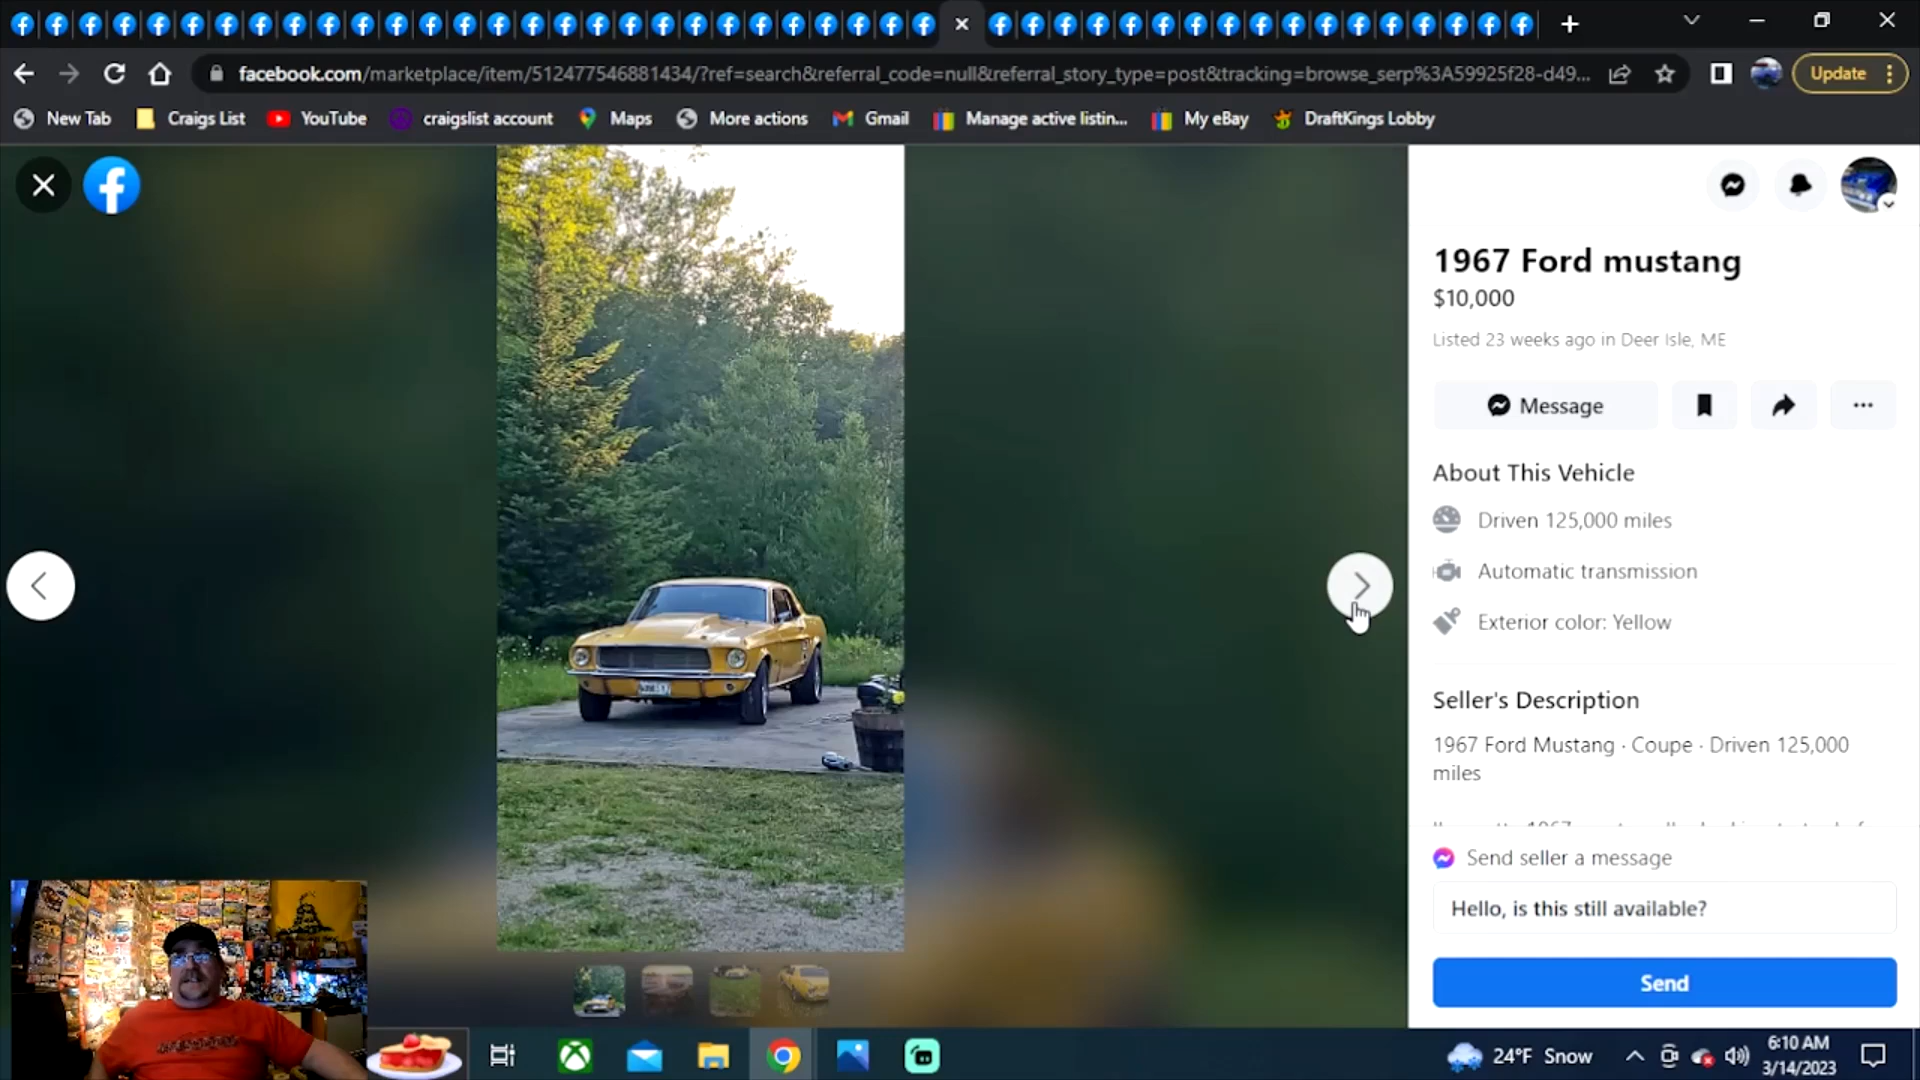 facebook.com/marketplace/item/512477546881434/?ref=search&referral_code=null&referral_story_type=post&tracking=browse_serp%3A59925f28-d49...
Update
New Tab
Craigs List
YouTube
craigslist account
Maps
More actions
Gmail
Manage active listin...
My eBay
DraftKings Lobby
1967 Ford mustang
$10,000
Listed 23 weeks ago in Deer Isle, ME
Message
About This Vehicle
Driven 125,000 miles
Automatic transmission
Exterior color: Yellow
Seller's Description
1967 Ford Mustang · Coupe · Driven 125,000
miles
Send seller a message
Hello, is this still available?
Send
24°F Snow
6:10 AM
3/14/2023